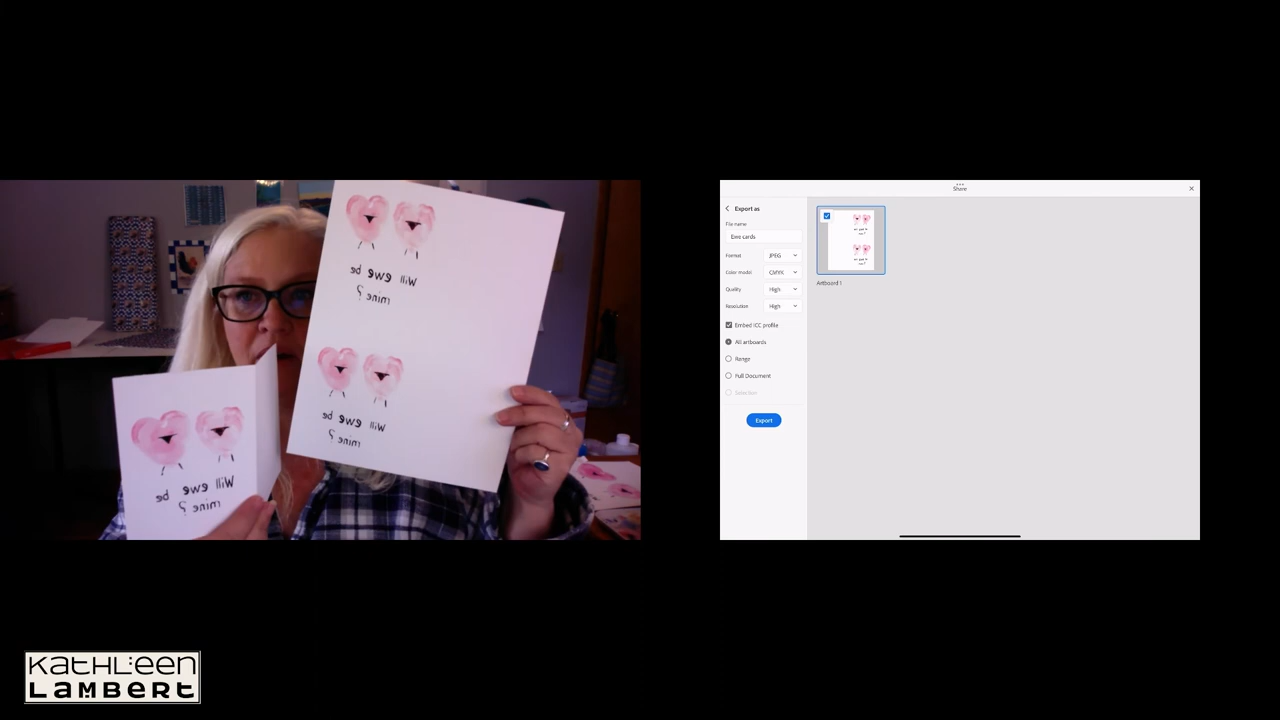 Will ewe be
mine ?
Will ewe be
mine ?
Will ewe be
mine ?
KATHLEEN
LAMBERT
Share
Export as
File name
Ewe cards
Format
JPEG
Color model
CMYK
Quality
High
Resolution
High
Embed ICC profile
All artboards
Range
Full Document
Selection
Export
Artboard 1